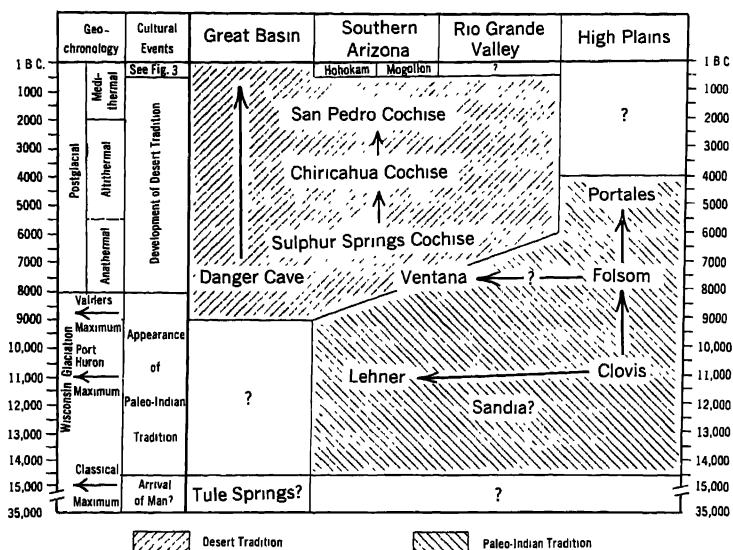 Geo-
chronology
Cultural
Events
Great Basin
Southern
Arizona
Rio Grande
Valley
High Plains
1 B C.
1000
2000
3000
4000
5000
6000
7000
8000
9000
10,000
11,000
12,000
13,000
14,000
15,000
35,000
Postglacial
Medi-
thermal
Altithermal
Anathermal
Wisconsin Glaciation
Valders
Maximum
Port
Huron
Maximum
Classical
Maximum
See Fig. 3
Development of Desert Tradition
Appearance
of
Paleo-Indian
Tradition
Arrival
of Man?
Hohokam
Mogollon
?
San Pedro Cochise
Chiricahua Cochise
Sulphur Springs Cochise
Danger Cave
Ventana
?
Folsom
Portales
?
Lehner
Clovis
Sandia?
?
Tule Springs?
?
1 B C.
1000
2000
3000
4000
5000
6000
7000
8000
9000
10,000
11,000
12,000
13,000
14,000
15,000
35,000
Desert Tradition
Paleo-Indian Tradition